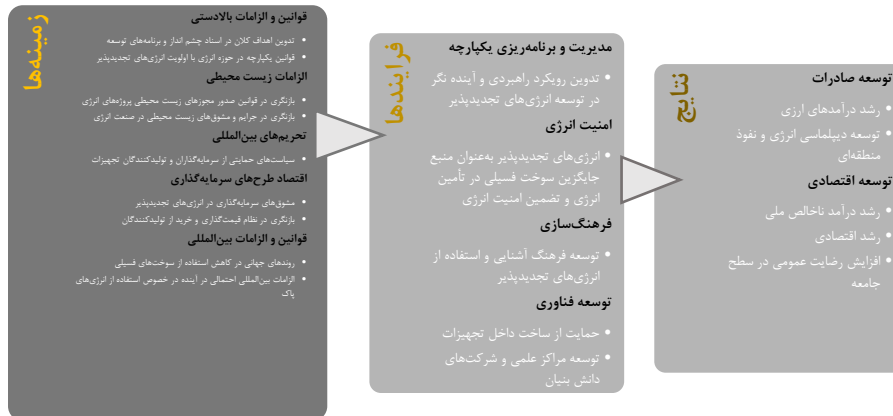 زمینه‌ها
قوانین و الزامات بالادستی
• تدوین اهداف کلان در اسناد چشم انداز و برنامه‌های توسعه
• قوانین یکپارچه در حوزه انرژی با اولویت انرژی‌های تجدیدپذیر
الزامات زیست محیطی
• بازنگری در قوانین صدور مجوزهای زیست محیطی پروژه‌های انرژی
• بازنگری در جرایم و مشوق‌های زیست محیطی در صنعت انرژی
تحریم‌های بین‌المللی
• سیاست‌های حمایتی از سرمایه‌گذاران و تولیدکنندگان تجهیزات
اقتصاد طرح‌های سرمایه‌گذاری
• مشوق‌های سرمایه‌گذاری در انرژی‌های تجدیدپذیر
• بازنگری در نظام قیمت‌گذاری و خرید از تولیدکنندگان
قوانین و الزامات بین‌المللی
• روندهای جهانی در کاهش استفاده از سوخت‌های فسیلی
• الزامات بین‌المللی احتمالی در آینده در خصوص استفاده از انرژی‌های
پاک
فرایندها
مدیریت و برنامه‌ریزی یکپارچه
• تدوین رویکرد راهبردی و آینده نگر
در توسعه انرژی‌های تجدیدپذیر
امنیت انرژی
• انرژی‌های تجدیدپذیر به‌عنوان منبع
جایگزین سوخت فسیلی در تأمین
انرژی و تضمین امنیت انرژی
فرهنگ‌سازی
• توسعه فرهنگ آشنایی و استفاده از
انرژی‌های تجدیدپذیر
توسعه فناوری
• حمایت از ساخت داخل تجهیزات
• توسعه مراکز علمی و شرکت‌های
دانش بنیان
نتایج
توسعه صادرات
• رشد درآمدهای ارزی
• توسعه دیپلماسی انرژی و نفوذ
منطقه‌ای
توسعه اقتصادی
• رشد درآمد ناخالص ملی
• رشد اقتصادی
• افزایش رضایت عمومی در سطح
جامعه